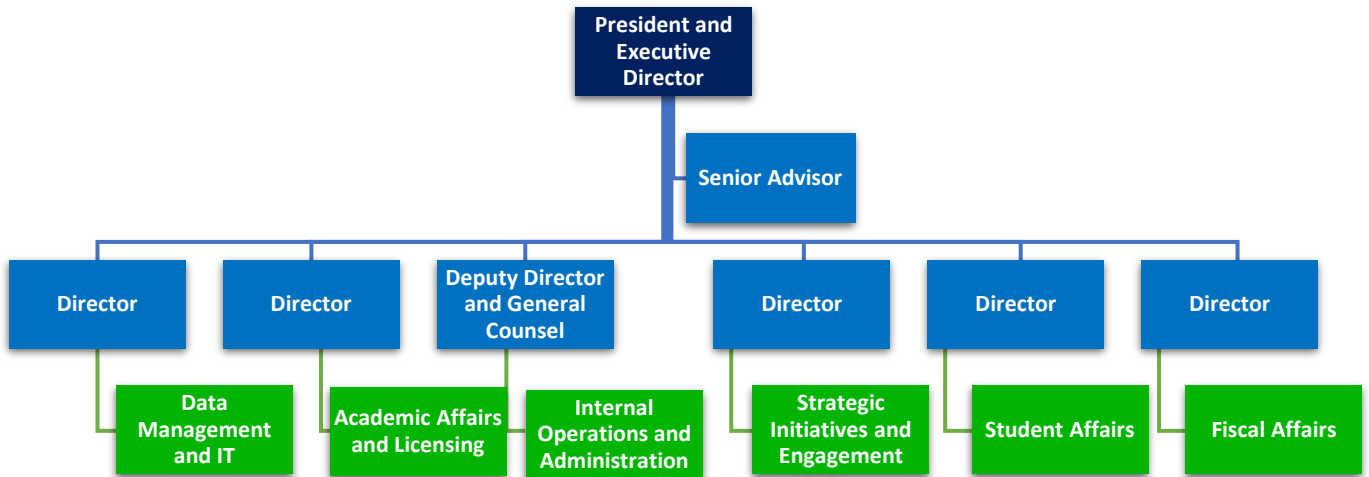 President and
Executive
Director
Senior Advisor
Director
Director
Deputy Director
and General
Counsel
Director
Director
Director
Data
Management
and IT
Academic Affairs
and Licensing
Internal
Operations and
Administration
Strategic
Initiatives and
Engagement
Student Affairs
Fiscal Affairs